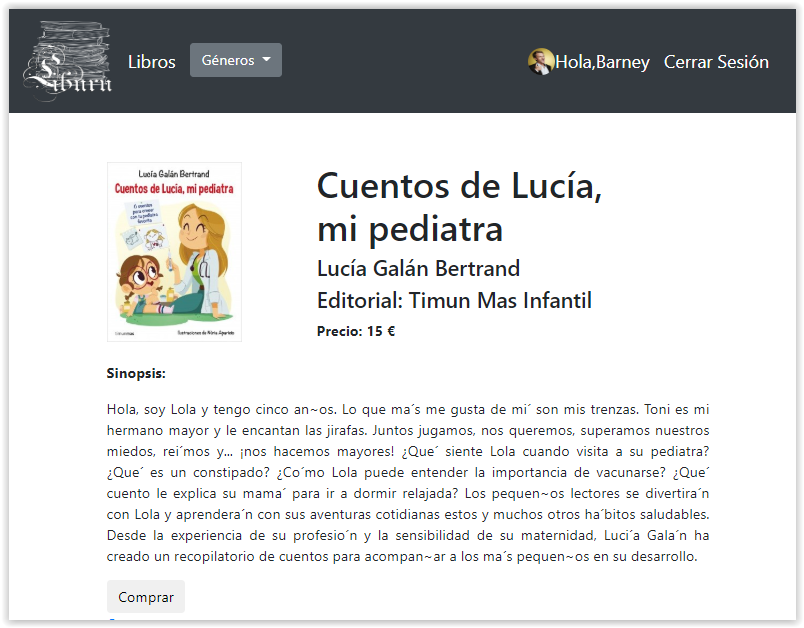 Liburu
Libros
Géneros
Hola,Barney
Cerrar Sesión
Lucía Galán Bertrand
Cuentos de Lucía, mi pediatra
Cuentos de Lucía,
mi pediatra
Lucía Galán Bertrand
Editorial: Timun Mas Infantil
Precio: 15 €
Sinopsis:
Hola, soy Lola y tengo cinco an~os. Lo que ma´s me gusta de mi´ son mis trenzas. Toni es mi
hermano mayor y le encantan las jirafas. Juntos jugamos, nos queremos, superamos nuestros
miedos, rei´mos y... ¡nos hacemos mayores! ¿Que´ siente Lola cuando visita a su pediatra?
¿Que´ es un constipado? ¿Co´mo Lola puede entender la importancia de vacunarse? ¿Que´
cuento le explica su mama´ para ir a dormir relajada? Los pequen~os lectores se divertira´n
con Lola y aprendera´n con sus aventuras cotidianas estos y muchos otros ha´bitos saludables.
Desde la experiencia de su profesio´n y la sensibilidad de su maternidad, Luci´a Gala´n ha
creado un recopilatorio de cuentos para acompan~ar a los ma´s pequen~os en su desarrollo.
Comprar